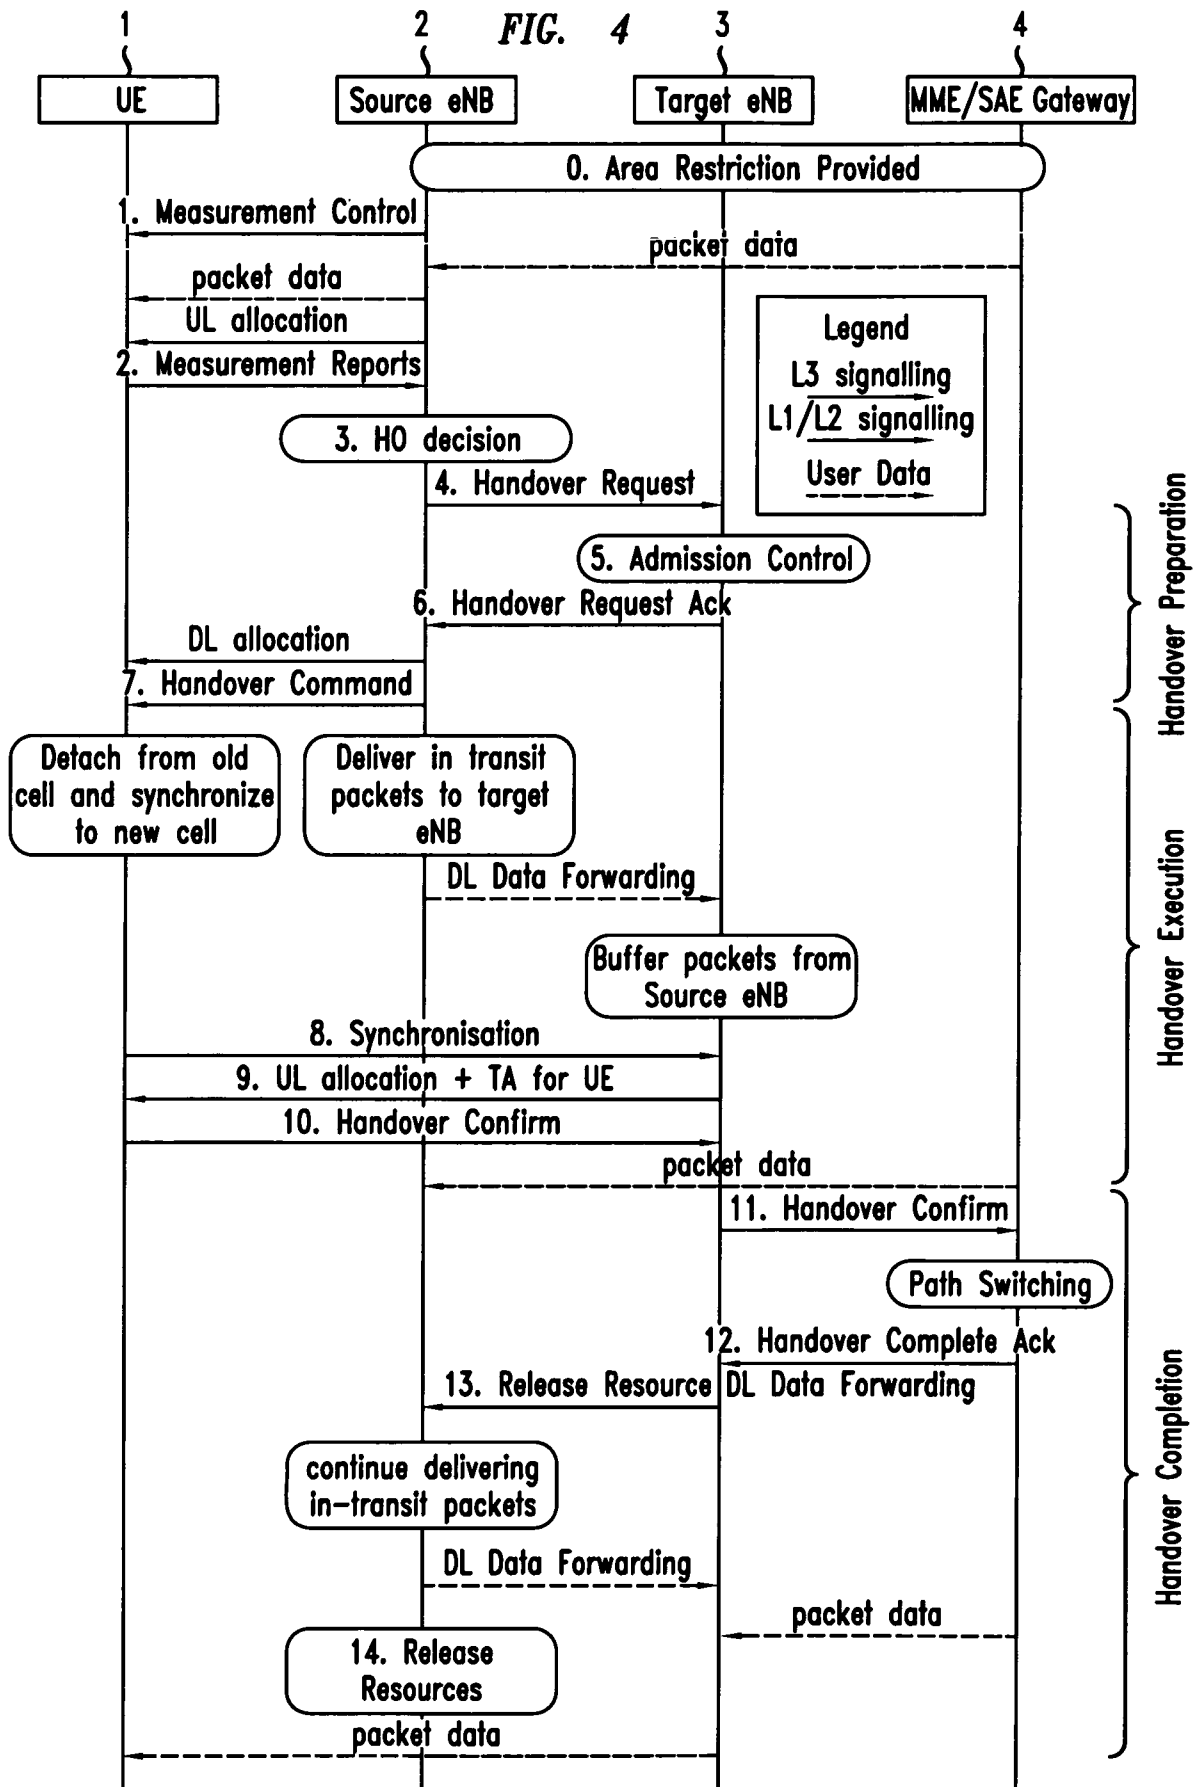 1 2 FIG. 4 3 4
UE Source eNB Target eNB MME/SAE Gateway
0. Area Restriction Provided
1. Measurement Control
packet data
packet data
UL allocation
2. Measurement Reports
Legend
L3 signalling
L1/L2 signalling
User Data
3. HO decision
4. Handover Request
5. Admission Control
6. Handover Request Ack
DL allocation
7. Handover Command
Handover Preparation
Detach from old
cell and synchronize
to new cell
Deliver in transit
packets to target
eNB
DL Data Forwarding
Buffer packets from
Source eNB
8. Synchronisation
9. UL allocation + TA for UE
10. Handover Confirm
Handover Execution
packet data
11. Handover Confirm
Path Switching
12. Handover Complete Ack
13. Release Resource DL Data Forwarding
continue delivering
in-transit packets
DL Data Forwarding
packet data
14. Release
Resources
packet data
Handover Completion